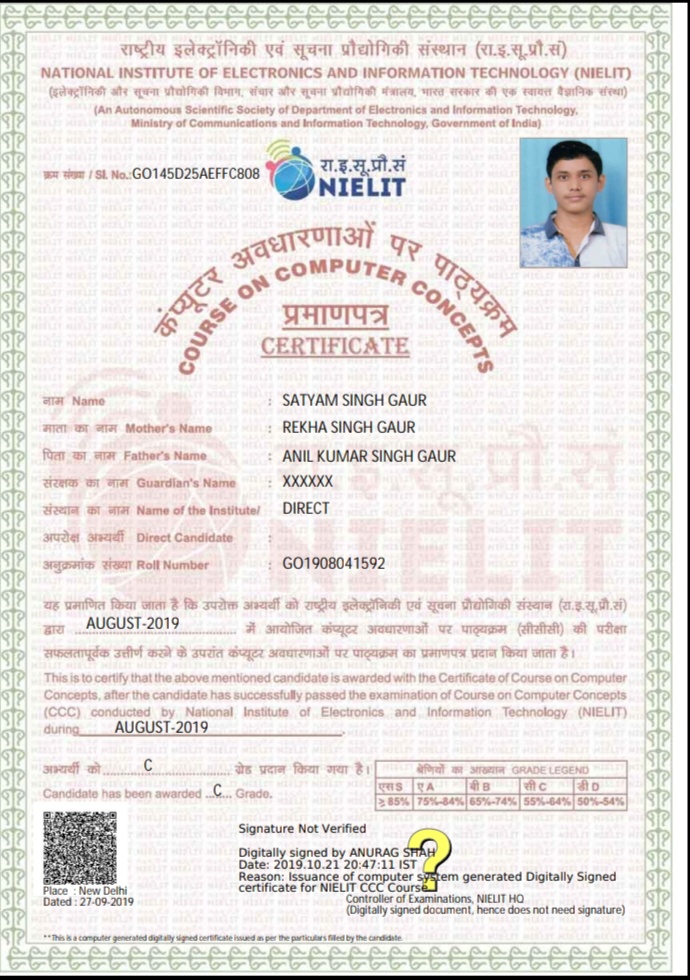 राष्ट्रीय इलेक्ट्रॉनिकी एवं सूचना प्रौद्योगिकी संस्थान (रा.इ.सू.प्रौ.सं)
NATIONAL INSTITUTE OF ELECTRONICS AND INFORMATION TECHNOLOGY (NIELIT)
(इलेक्ट्रॉनिकी और सूचना प्रौद्योगिकी विभाग, संचार और सूचना प्रौद्योगिकी मंत्रालय, भारत सरकार की एक स्वायत्त वैज्ञानिक संस्था)
(An Autonomous Scientific Society of Department of Electronics and Information Technology,
Ministry of Communications and Information Technology, Government of India)
क्रम संख्या / Sl. No.: GO145D25AEFFC808
रा.इ.सू.प्रौ.सं
NIELIT
कंप्यूटर अवधारणाओं पर पाठ्यक्रम
COURSE ON COMPUTER CONCEPTS
प्रमाणपत्र
CERTIFICATE
नाम Name : SATYAM SINGH GAUR
माता का नाम Mother's Name : REKHA SINGH GAUR
पिता का नाम Father's Name : ANIL KUMAR SINGH GAUR
संरक्षक का नाम Guardian's Name : XXXXXX
संस्थान का नाम Name of the Institute/ DIRECT
अपरोक्ष अभ्यर्थी Direct Candidate :
अनुक्रमांक संख्या Roll Number : GO1908041592
यह प्रमाणित किया जाता है कि उपरोक्त अभ्यर्थी को राष्ट्रीय इलेक्ट्रॉनिकी एवं सूचना प्रौद्योगिकी संस्थान (रा.इ.सू.प्रौ.सं)
द्वारा AUGUST-2019 में आयोजित कंप्यूटर अवधारणाओं पर पाठ्यक्रम (सीसीसी) की परीक्षा
सफलतापूर्वक उत्तीर्ण करने के उपरांत कंप्यूटर अवधारणाओं पर पाठ्यक्रम का प्रमाणपत्र प्रदान किया जाता है।
This is to certify that the above mentioned candidate is awarded with the Certificate of Course on Computer
Concepts, after the candidate has successfully passed the examination of Course on Computer Concepts
(CCC) conducted by National Institute of Electronics and Information Technology (NIELIT)
during AUGUST-2019.
अभ्यर्थी को C ग्रेड प्रदान किया गया है।
Candidate has been awarded C Grade.
श्रेणियों का आख्यान GRADE LEGEND
एस S ए A बी B सी C डी D
≥ 85% 75%-84% 65%-74% 55%-64% 50%-54%
Signature Not Verified
Digitally signed by ANURAG SHAH
Date: 2019.10.21 20:47:11 IST
Reason: Issuance of computer system generated Digitally Signed
certificate for NIELIT CCC Course
?
Place : New Delhi
Dated : 27-09-2019
Controller of Examinations, NIELIT HQ
(Digitally signed document, hence does not need signature)
**This is a computer generated digitally signed certificate issued as per the particulars filled by the candidate.